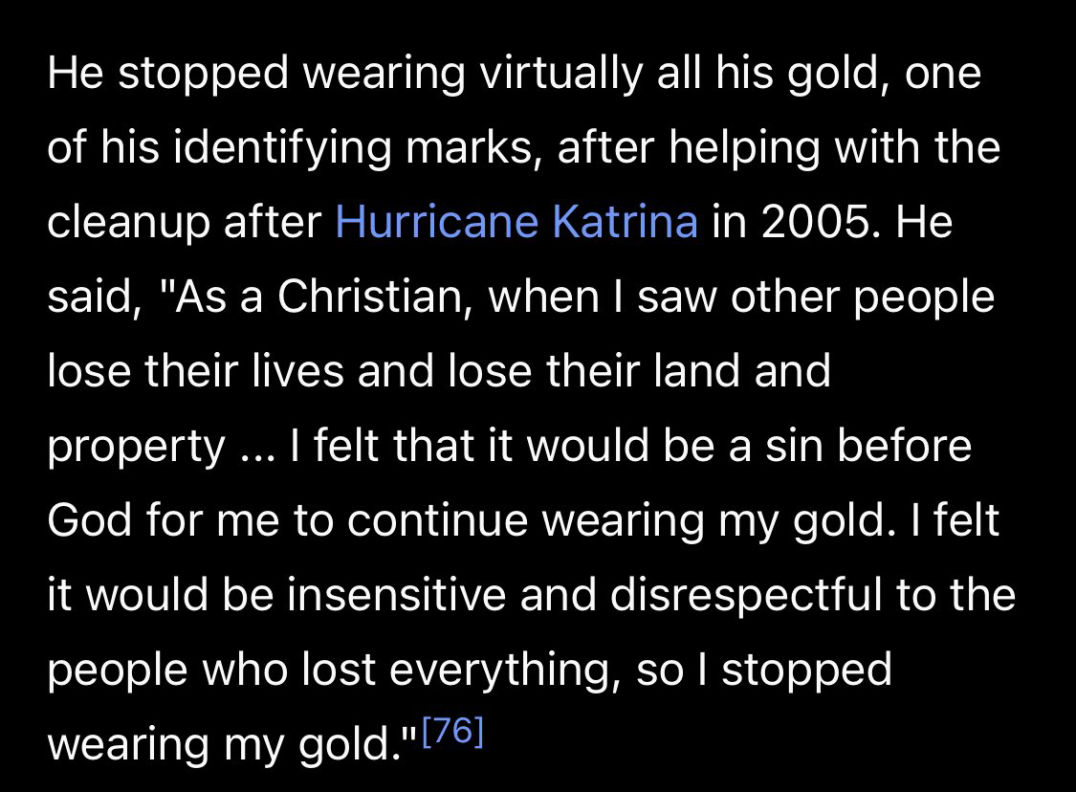 He stopped wearing virtually all his gold, one
of his identifying marks, after helping with the
cleanup after Hurricane Katrina in 2005. He
said, "As a Christian, when I saw other people
lose their lives and lose their land and
property ... I felt that it would be a sin before
God for me to continue wearing my gold. I felt
it would be insensitive and disrespectful to the
people who lost everything, so I stopped
wearing my gold."[76]